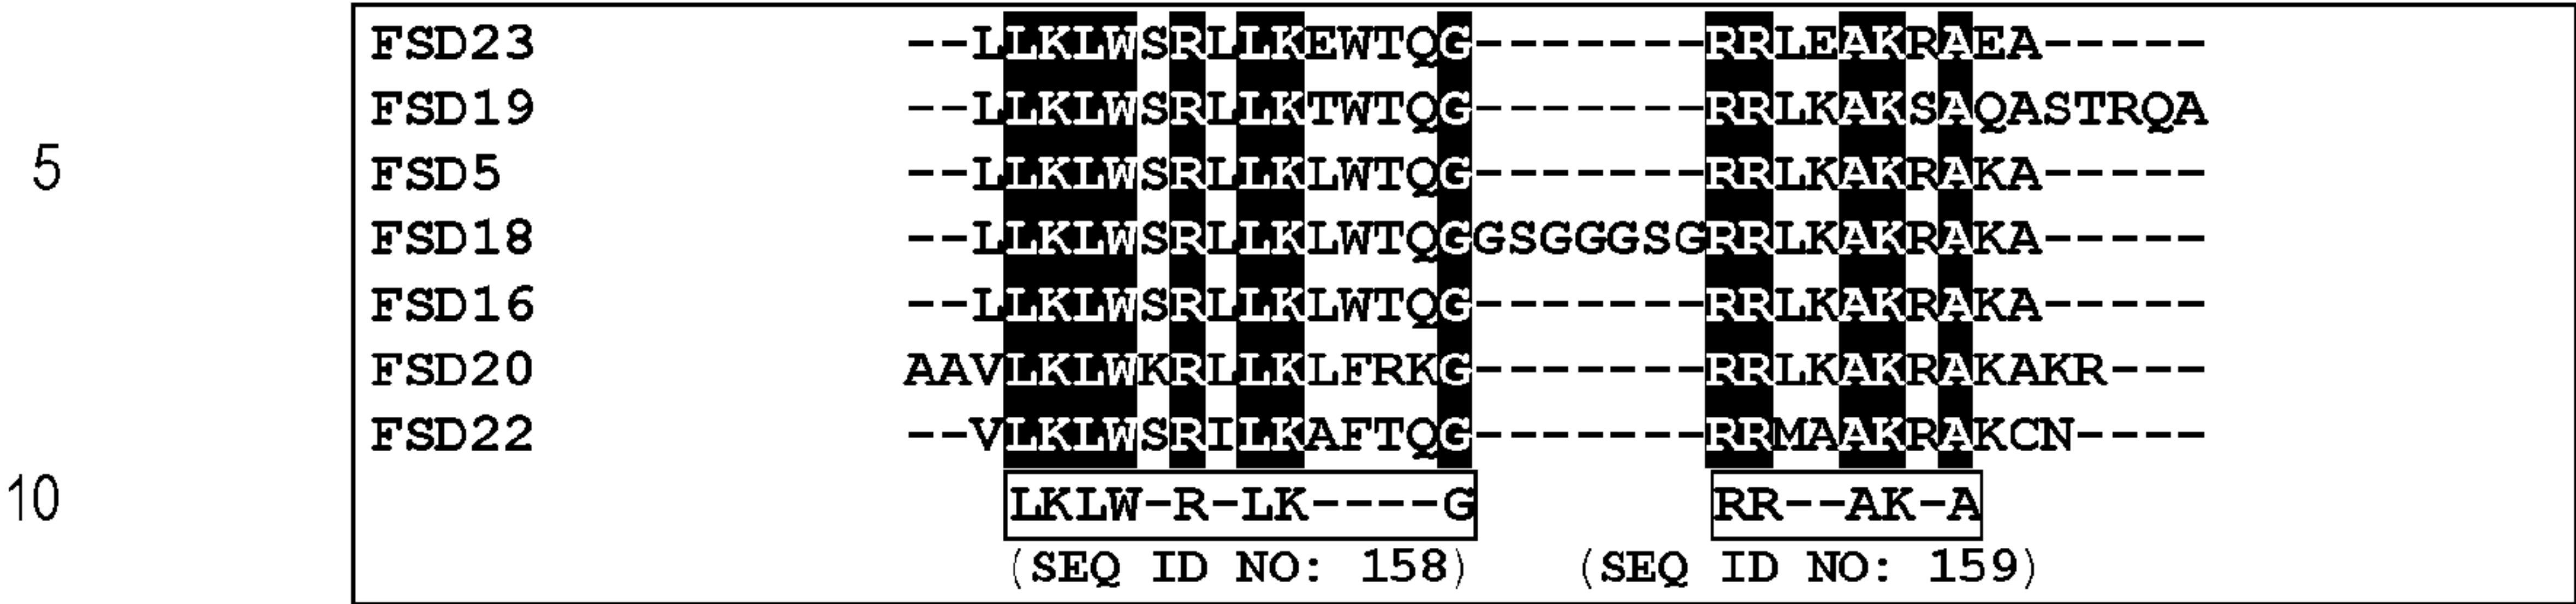 FSD23 --LLKLWSRLLKEWTQG-------RRLEAKRAEA-----
FSD19 --LLKLWSRLLKTWTQG-------RRLKAKSAQASTRQA
5 FSD5 --LLKLWSRLLKLWTQG-------RRLKAKRAKA-----
FSD18 --LLKLWSRLLKLWTQGGSGGGSGRRLKAKRAKA-----
FSD16 --LLKLWSRLLKLWTQG-------RRLKAKRAKA-----
FSD20 AAVLKLWKRLLKLFRKG-------RRLKAKRAKAKR---
FSD22 --VLKLWSRILKAFTQG-------RRMAAKRAKCN----
10 LKLW-R-LK----G RR--AK-A
(SEQ ID NO: 158) (SEQ ID NO: 159)